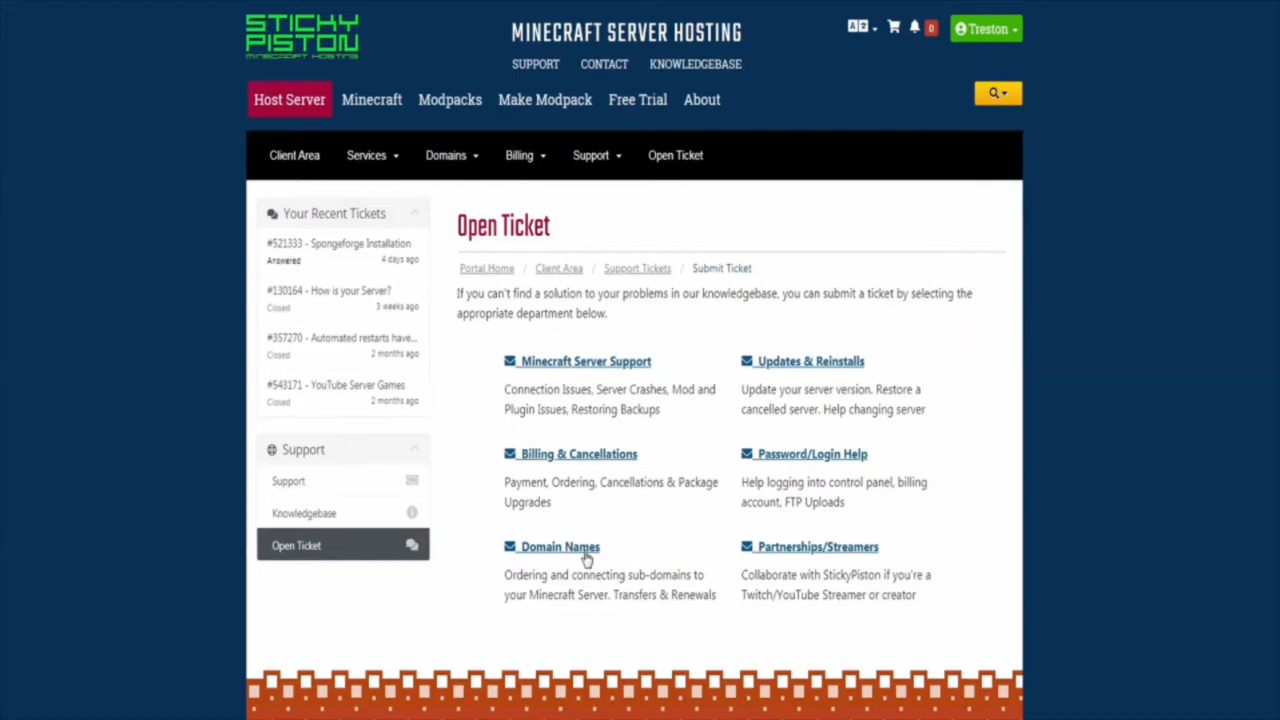 STICKY
PISTON
MINECRAFT HOSTING
MINECRAFT SERVER HOSTING
SUPPORT CONTACT KNOWLEDGEBASE
0
Treston
Host Server Minecraft Modpacks Make Modpack Free Trial About
Client Area Services Domains Billing Support Open Ticket
Your Recent Tickets
#521333 - Spongeforge Installation
Answered 4 days ago
#130164 - How is your Server?
Closed 3 weeks ago
#357270 - Automated restarts have...
Closed 2 months ago
#543171 - YouTube Server Games
Closed 2 months ago
Support
Support
Knowledgebase
Open Ticket
Open Ticket
Portal Home / Client Area / Support Tickets / Submit Ticket
If you can't find a solution to your problems in our knowledgebase, you can submit a ticket by selecting the
appropriate department below.
Minecraft Server Support
Connection Issues, Server Crashes, Mod and
Plugin Issues, Restoring Backups
Updates & Reinstalls
Update your server version. Restore a
cancelled server. Help changing server
Billing & Cancellations
Payment, Ordering, Cancellations & Package
Upgrades
Password/Login Help
Help logging into control panel, billing
account, FTP Uploads
Domain Names
Ordering and connecting sub-domains to
your Minecraft Server. Transfers & Renewals
Partnerships/Streamers
Collaborate with StickyPiston if you're a
Twitch/YouTube Streamer or creator